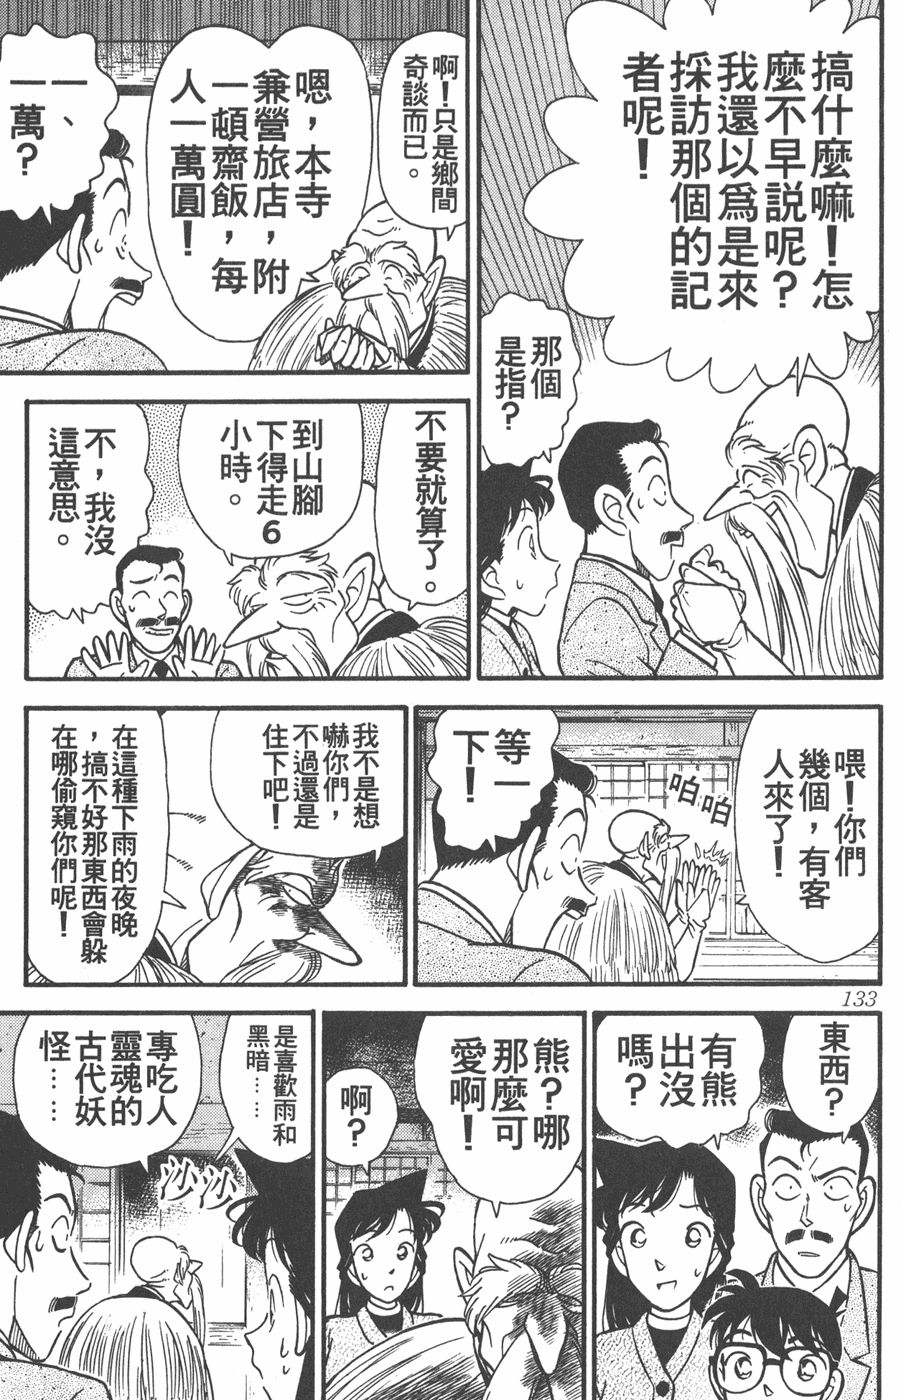 搞什麼嘛！怎
麼不早説呢？
我還以爲是來
採訪那個的記
者呢！
那個
是指？
啊！只是鄉間
奇談而已。
嗯，本寺
兼營旅店，附
一頓齋飯，每
人一萬圓！
一、
一萬？
不要就算了。
到山腳
下得走6
小時。
不，我沒
這意思。
喂！你們
幾個，有客
人來了！
啪啪
等一
下！
我不是想
嚇你們，
不過還是
住下吧！
在這種下雨的夜晚
，搞不好那東西會躲
在哪偷窺你們呢！
133
東西？
有熊
出沒
嗎？
熊？哪
那麼可
愛啊！
啊？
是喜歡雨和
黑暗……
專吃人
靈魂的
古代妖
怪……
沙沙